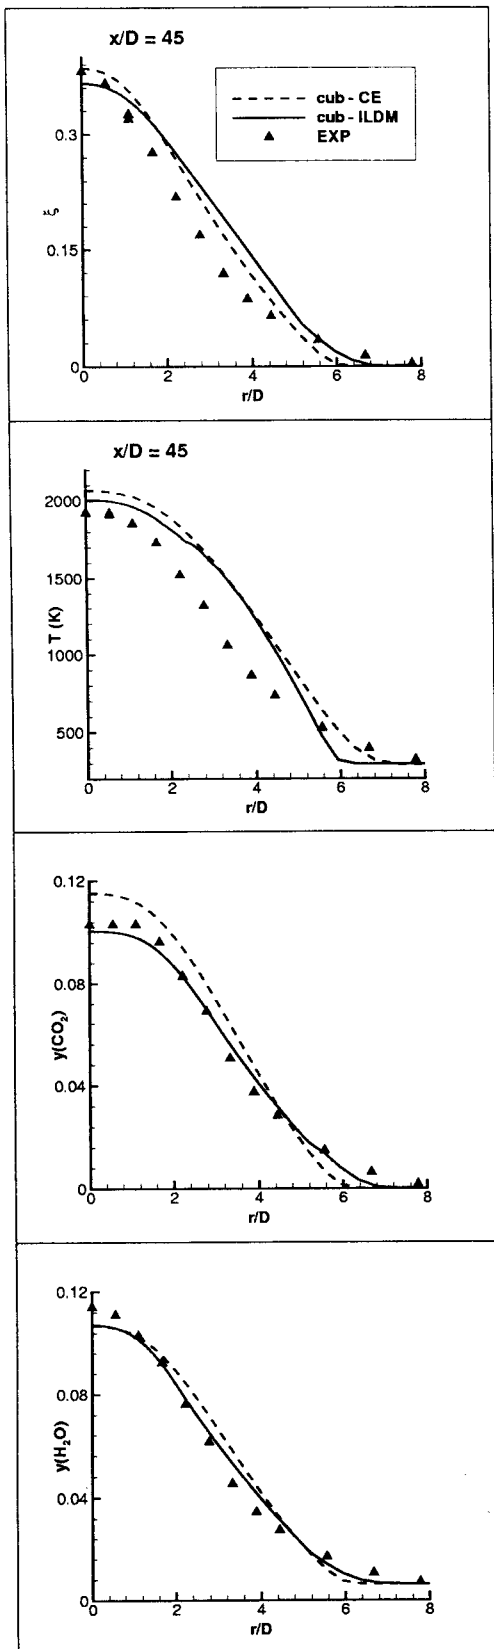 x/D = 45
cub - CE
cub - ILDM
EXP
0.3
0.15
0
ξ
0 2 4 6 8
r/D
x/D = 45
2000
1500
1000
500
T (K)
0 2 4 6 8
r/D
0.12
0.08
0.04
0
y(CO₂)
0 2 4 6 8
r/D
0.12
0.08
0.04
0
y(H₂O)
0 2 4 6 8
r/D